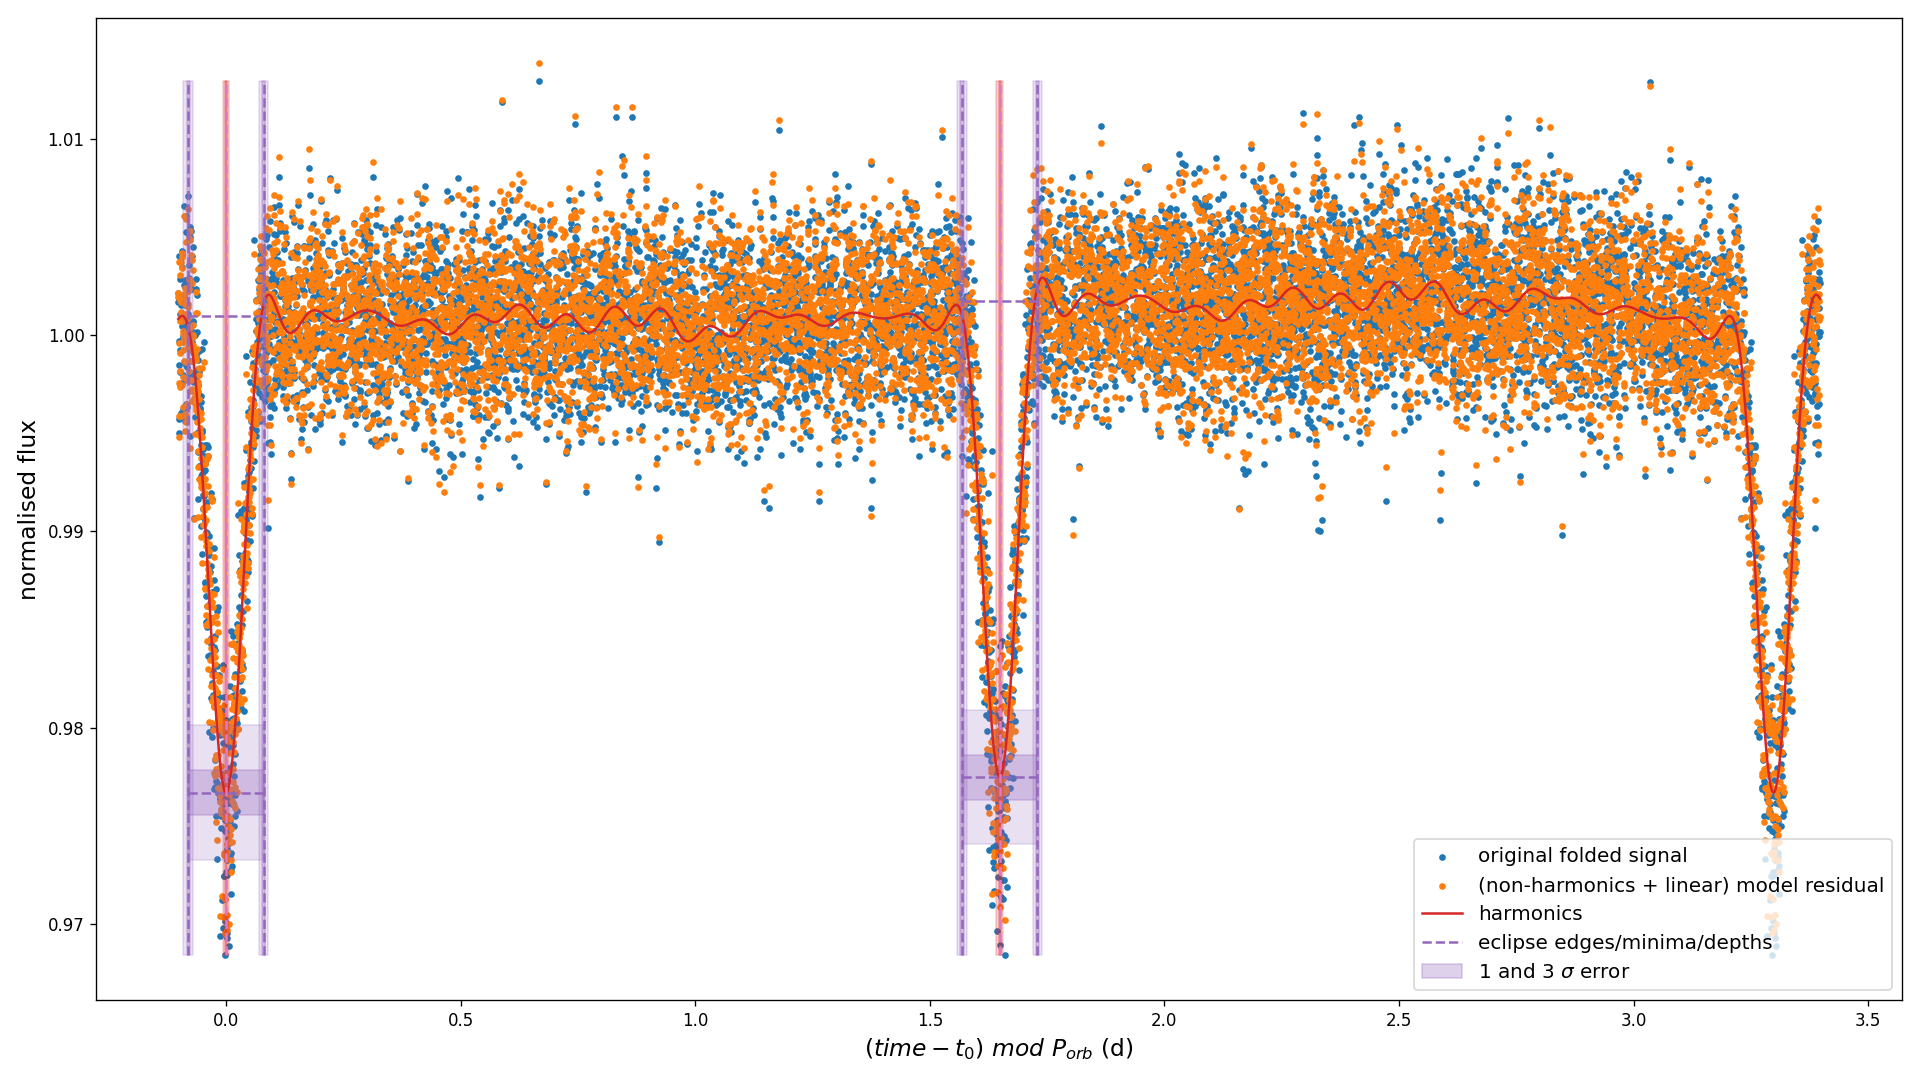 normalised flux
1.01
1.00
0.99
0.98
0.97
0.0 0.5 1.0 1.5 2.0 2.5 3.0 3.5
(time − t₀) mod Pₒᵣb (d)
original folded signal
(non-harmonics + linear) model residual
harmonics
eclipse edges/minima/depths
1 and 3 σ error